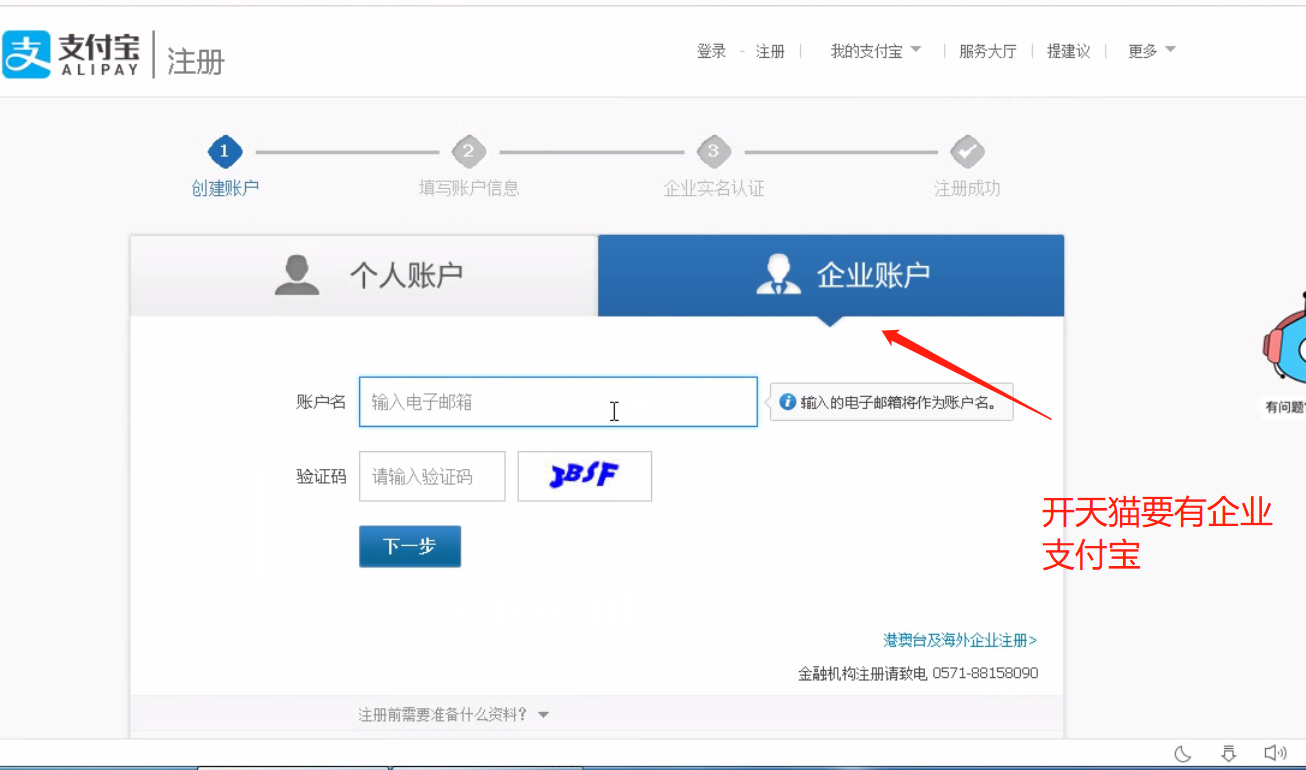 支付宝 ALIPAY 注册
登录 - 注册 | 我的支付宝 | 服务大厅 | 提建议 | 更多
1 2 3
创建账户 填写账户信息 企业实名认证 注册成功
个人账户 企业账户
账户名 输入电子邮箱 输入的电子邮箱将作为账户名。
验证码 请输入验证码 3BSF
下一步
有问题
开天猫要有企业
支付宝
港澳台及海外企业注册>
金融机构注册请致电 0571-88158090
注册前需要准备什么资料?